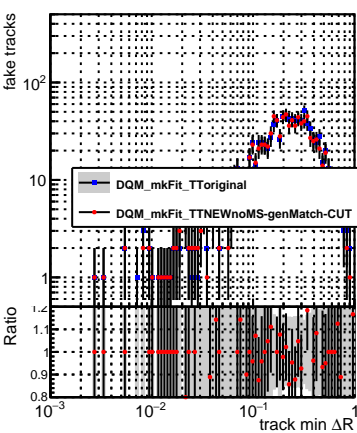 fake tracks
10²
10
1
DQM_mkFit_TToriginal
DQM_mkFit_TTNEWnoMS-genMatch-CUT
Ratio
1.2
1.1
1
0.9
0.8
10⁻³
10⁻²
10⁻¹
1
track min ΔR